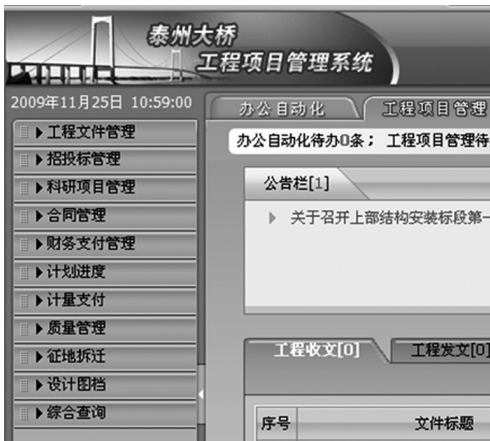 泰州大桥
工程项目管理系统
2009年11月25日 10:59:00
办公自动化
工程项目管理
办公自动化待办0条； 工程项目管理待
工程文件管理
招投标管理
科研项目管理
合同管理
财务支付管理
计划进度
计量支付
质量管理
征地拆迁
设计图档
综合查询
公告栏[1]
关于召开上部结构安装标段第一
工程收文[0]
工程发文[0]
序号
文件标题